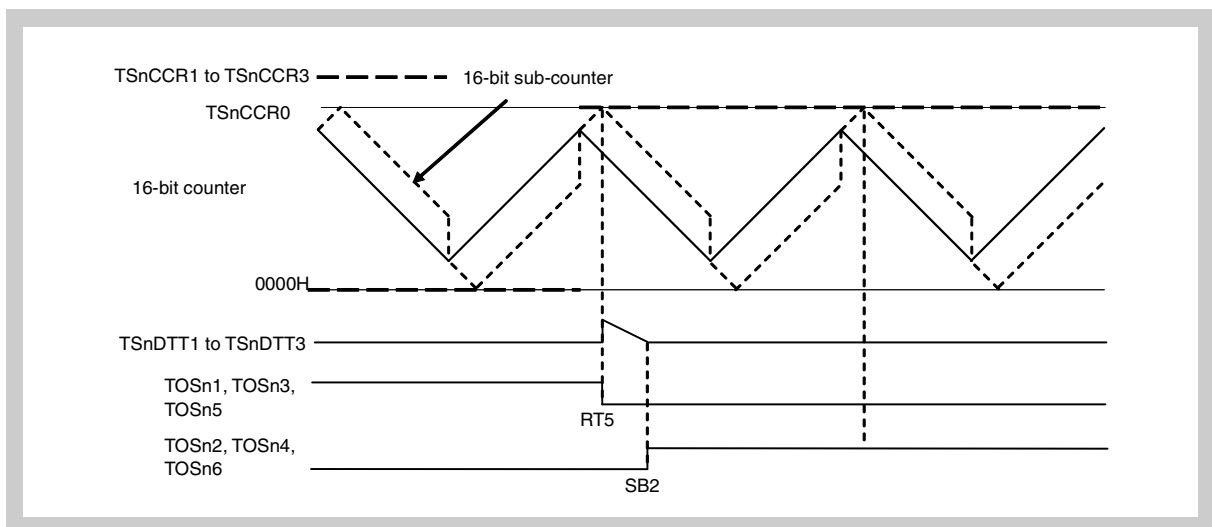 TSnCCR1 to TSnCCR3
16-bit sub-counter
TSnCCR0
16-bit counter
0000H
TSnDTT1 to TSnDTT3
TOSn1, TOSn3,
TOSn5
RT5
TOSn2, TOSn4,
TOSn6
SB2